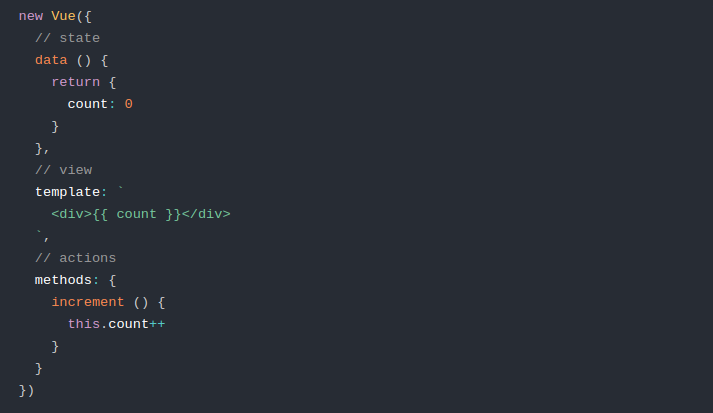 new Vue({
  // state
  data () {
    return {
      count: 0
    }
  },
  // view
  template: `
    <div>{{ count }}</div>
  `,
  // actions
  methods: {
    increment () {
      this.count++
    }
  }
})